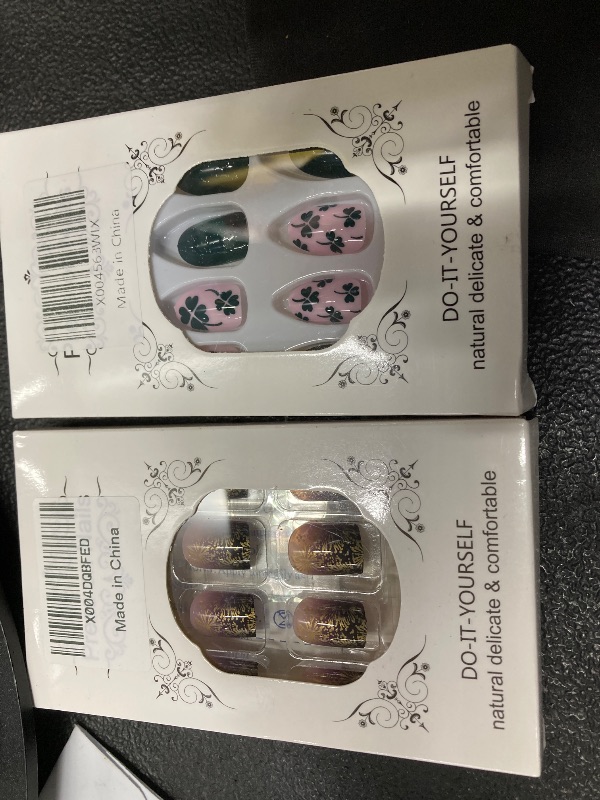 X004563W1X
Made in China
DO-IT-YOURSELF
natural delicate & comfortable
X004DQBFED
Made in China
DO-IT-YOURSELF
natural delicate & comfortable